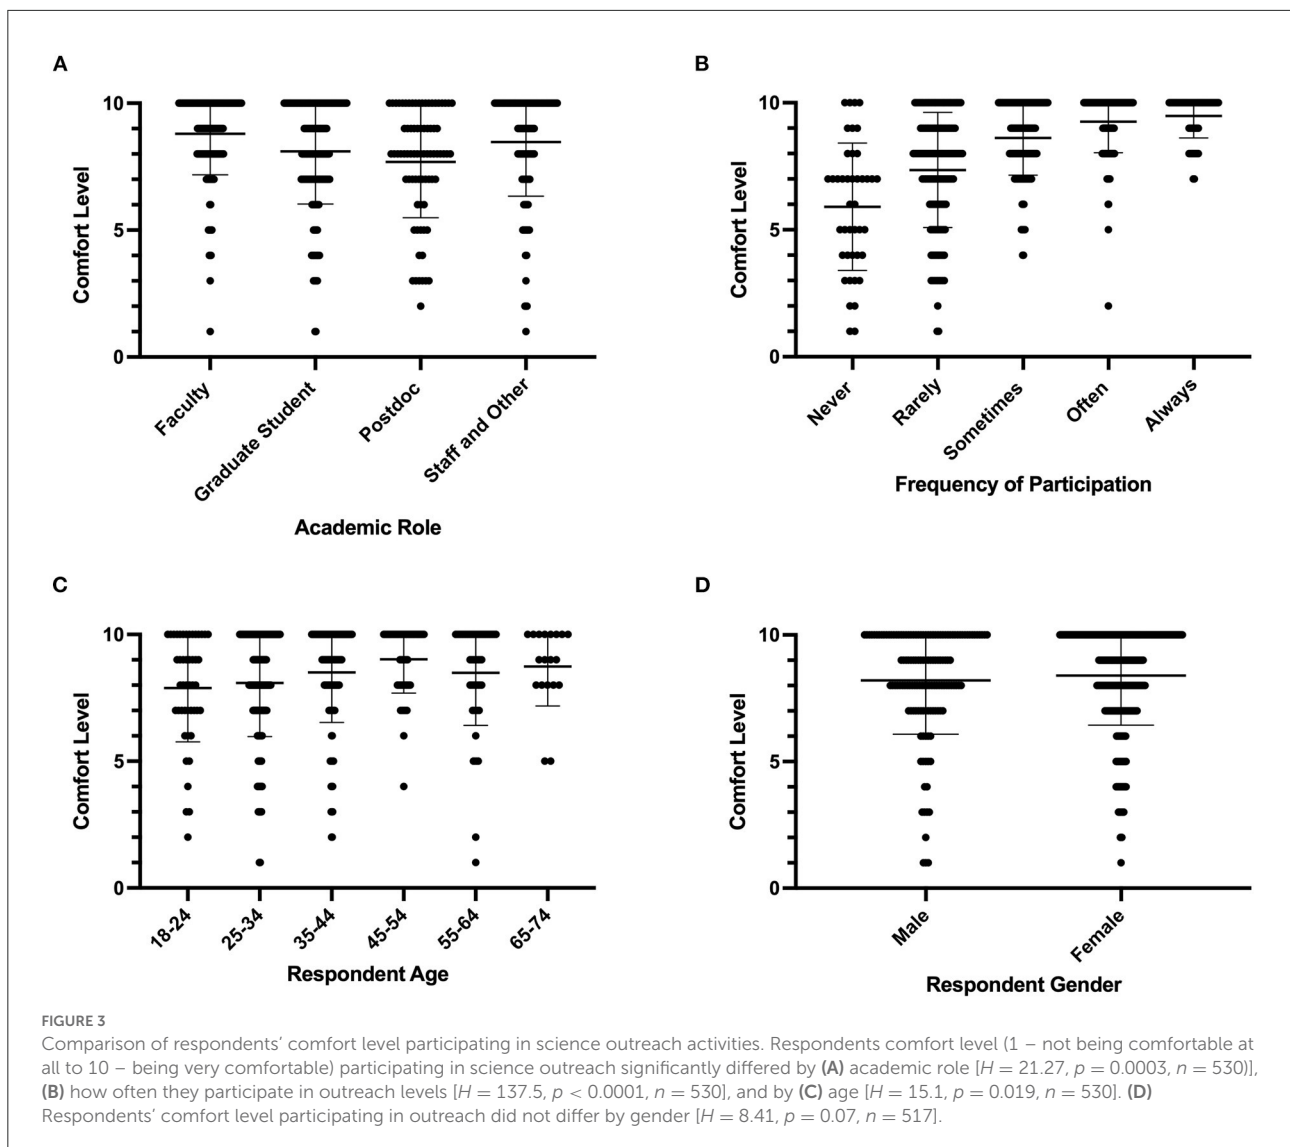 A
Comfort Level
10
5
0
Faculty
Graduate Student
Postdoc
Staff and Other
Academic Role
B
Comfort Level
10
5
0
Never
Rarely
Sometimes
Often
Always
Frequency of Participation
C
Comfort Level
10
5
0
18-24
25-34
35-44
45-54
55-64
65-74
Respondent Age
D
Comfort Level
10
5
0
Male
Female
Respondent Gender
FIGURE 3
Comparison of respondents' comfort level participating in science outreach activities. Respondents comfort level (1 – not being comfortable at
all to 10 – being very comfortable) participating in science outreach significantly differed by (A) academic role [H = 21.27, p = 0.0003, n = 530)],
(B) how often they participate in outreach levels [H = 137.5, p < 0.0001, n = 530], and by (C) age [H = 15.1, p = 0.019, n = 530]. (D)
Respondents' comfort level participating in outreach did not differ by gender [H = 8.41, p = 0.07, n = 517].